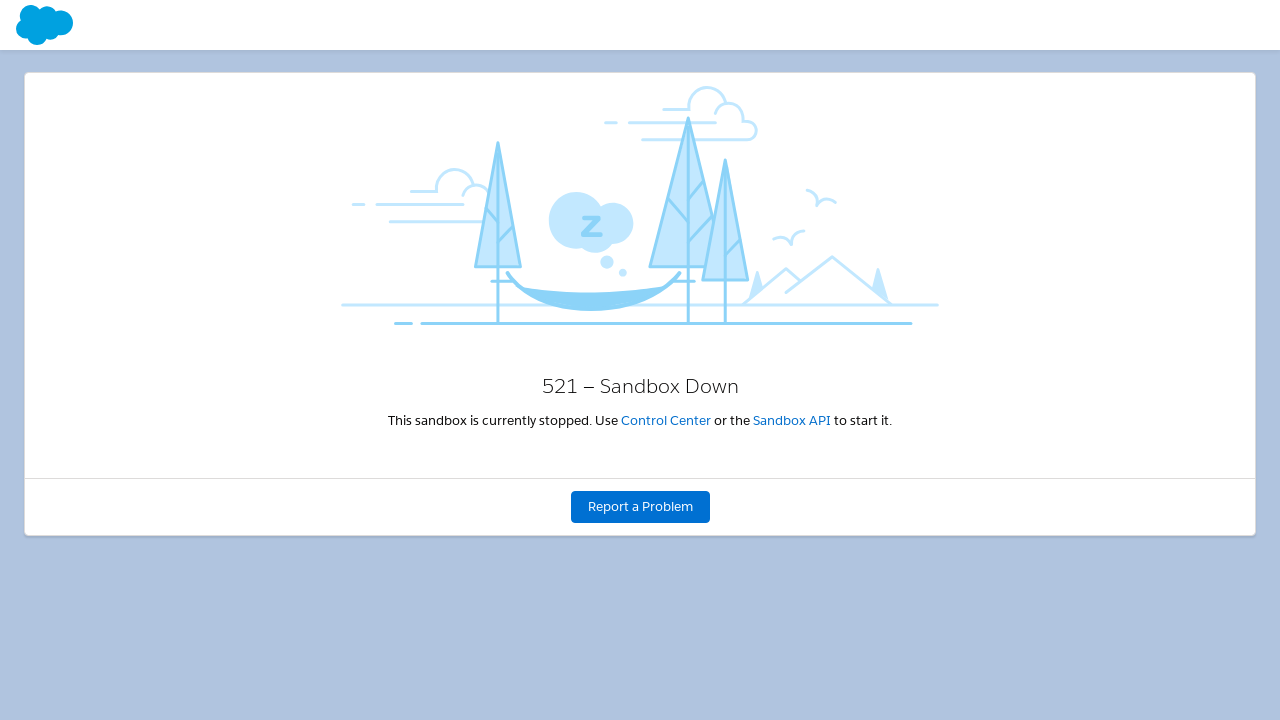 z
521 – Sandbox Down
This sandbox is currently stopped. Use Control Center or the Sandbox API to start it.
Report a Problem